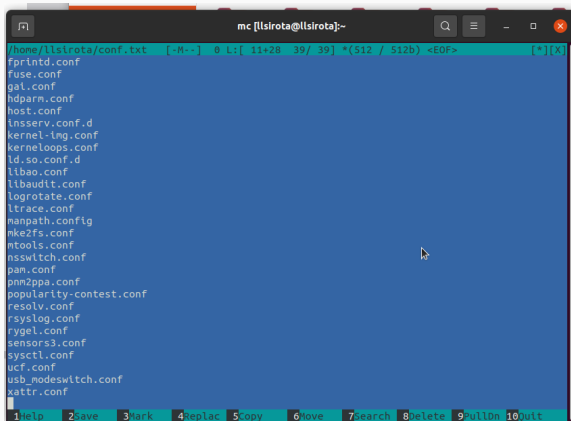 mc [llsirota@llsirota]:~
/home/llsirota/conf.txt [-M--] 0 L:[ 11+28 39/ 39] *(512 / 512b) <EOF> [*][X]
fprintd.conf
fuse.conf
gai.conf
hdparm.conf
host.conf
insserv.conf.d
kernel-img.conf
kerneloops.conf
ld.so.conf.d
libao.conf
libaudit.conf
logrotate.conf
ltrace.conf
manpath.config
mke2fs.conf
mtools.conf
nsswitch.conf
pam.conf
pnm2ppa.conf
popularity-contest.conf
resolv.conf
rsyslog.conf
rygel.conf
sensors3.conf
sysctl.conf
ucf.conf
usb_modeswitch.conf
xattr.conf
1Help 2Save 3Mark 4Replac 5Copy 6Move 7Search 8Delete 9PullDn 10Quit